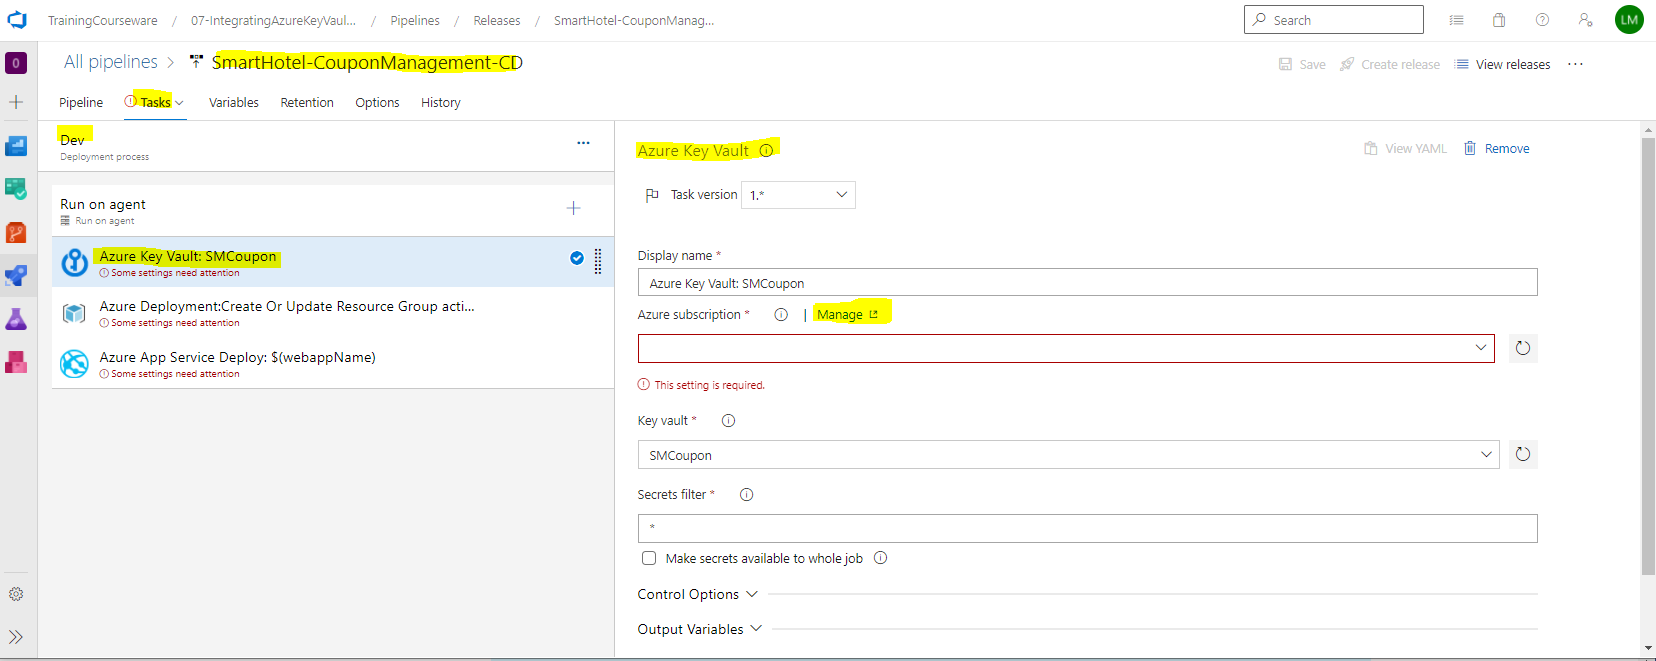 TrainingCourseware / 07-IntegratingAzureKeyVaul... / Pipelines / Releases / SmartHotel-CouponManag...
Search
LM
O
All pipelines > SmartHotel-CouponManagement-CD
Save Create release View releases ...
Pipeline Tasks Variables Retention Options History
Dev
Deployment process
...
Run on agent
Run on agent
Azure Key Vault: SMCoupon
Some settings need attention
Azure Deployment:Create Or Update Resource Group acti...
Some settings need attention
Azure App Service Deploy: $(webappName)
Some settings need attention
Azure Key Vault
View YAML Remove
Task version 1.*
Display name *
Azure Key Vault: SMCoupon
Azure subscription * | Manage
This setting is required.
Key vault *
SMCoupon
Secrets filter *
*
Make secrets available to whole job
Control Options
Output Variables